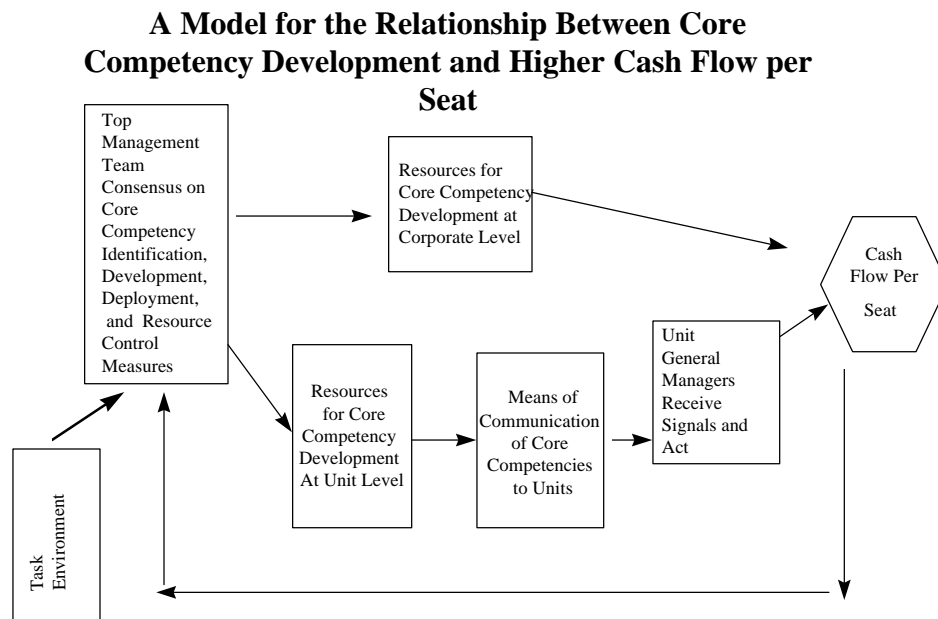 A Model for the Relationship Between Core
Competency Development and Higher Cash Flow per
Seat
Top
Management
Team
Consensus on
Core
Competency
Identification,
Development,
Deployment,
and Resource
Control
Measures
Resources for
Core Competency
Development at
Corporate Level
Cash
Flow Per
Seat
Unit
General
Managers
Receive
Signals and
Act
Resources
for Core
Competency
Development
At Unit Level
Means of
Communication
of Core
Competencies
to Units
Task
Environment